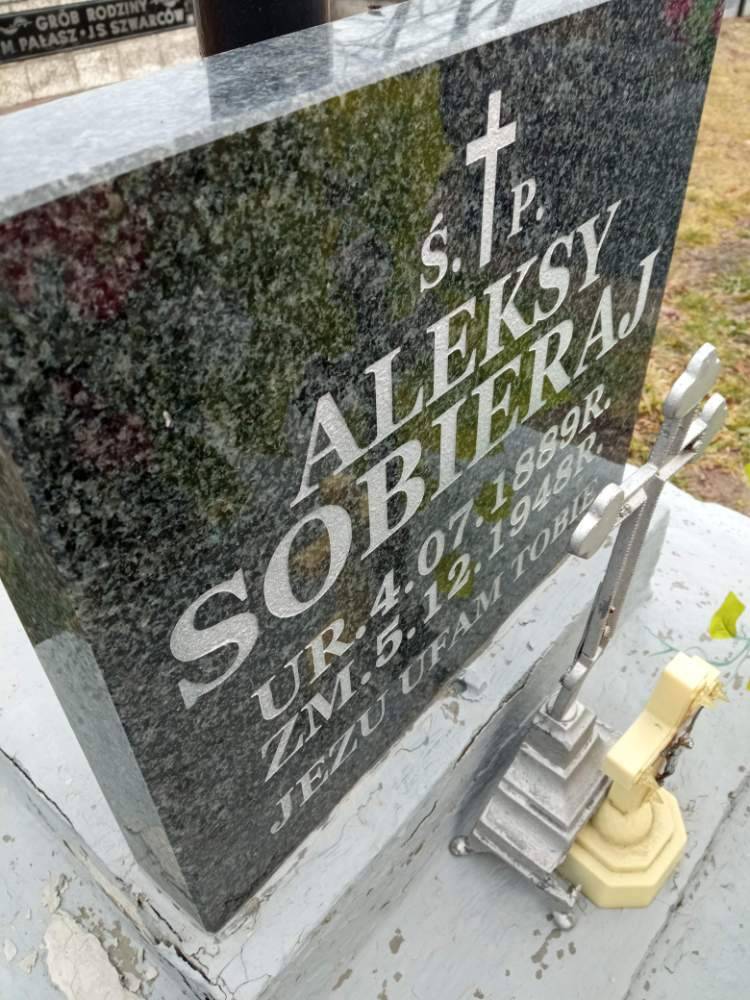 GRÓB RODZINY
M PAŁASZ · J S SZWARCÓW
Ś. P.
ALEKSY
SOBIERAJ
UR. 4.07.1889R.
ZM. 5.12.1948R.
JEZU UFAM TOBIE